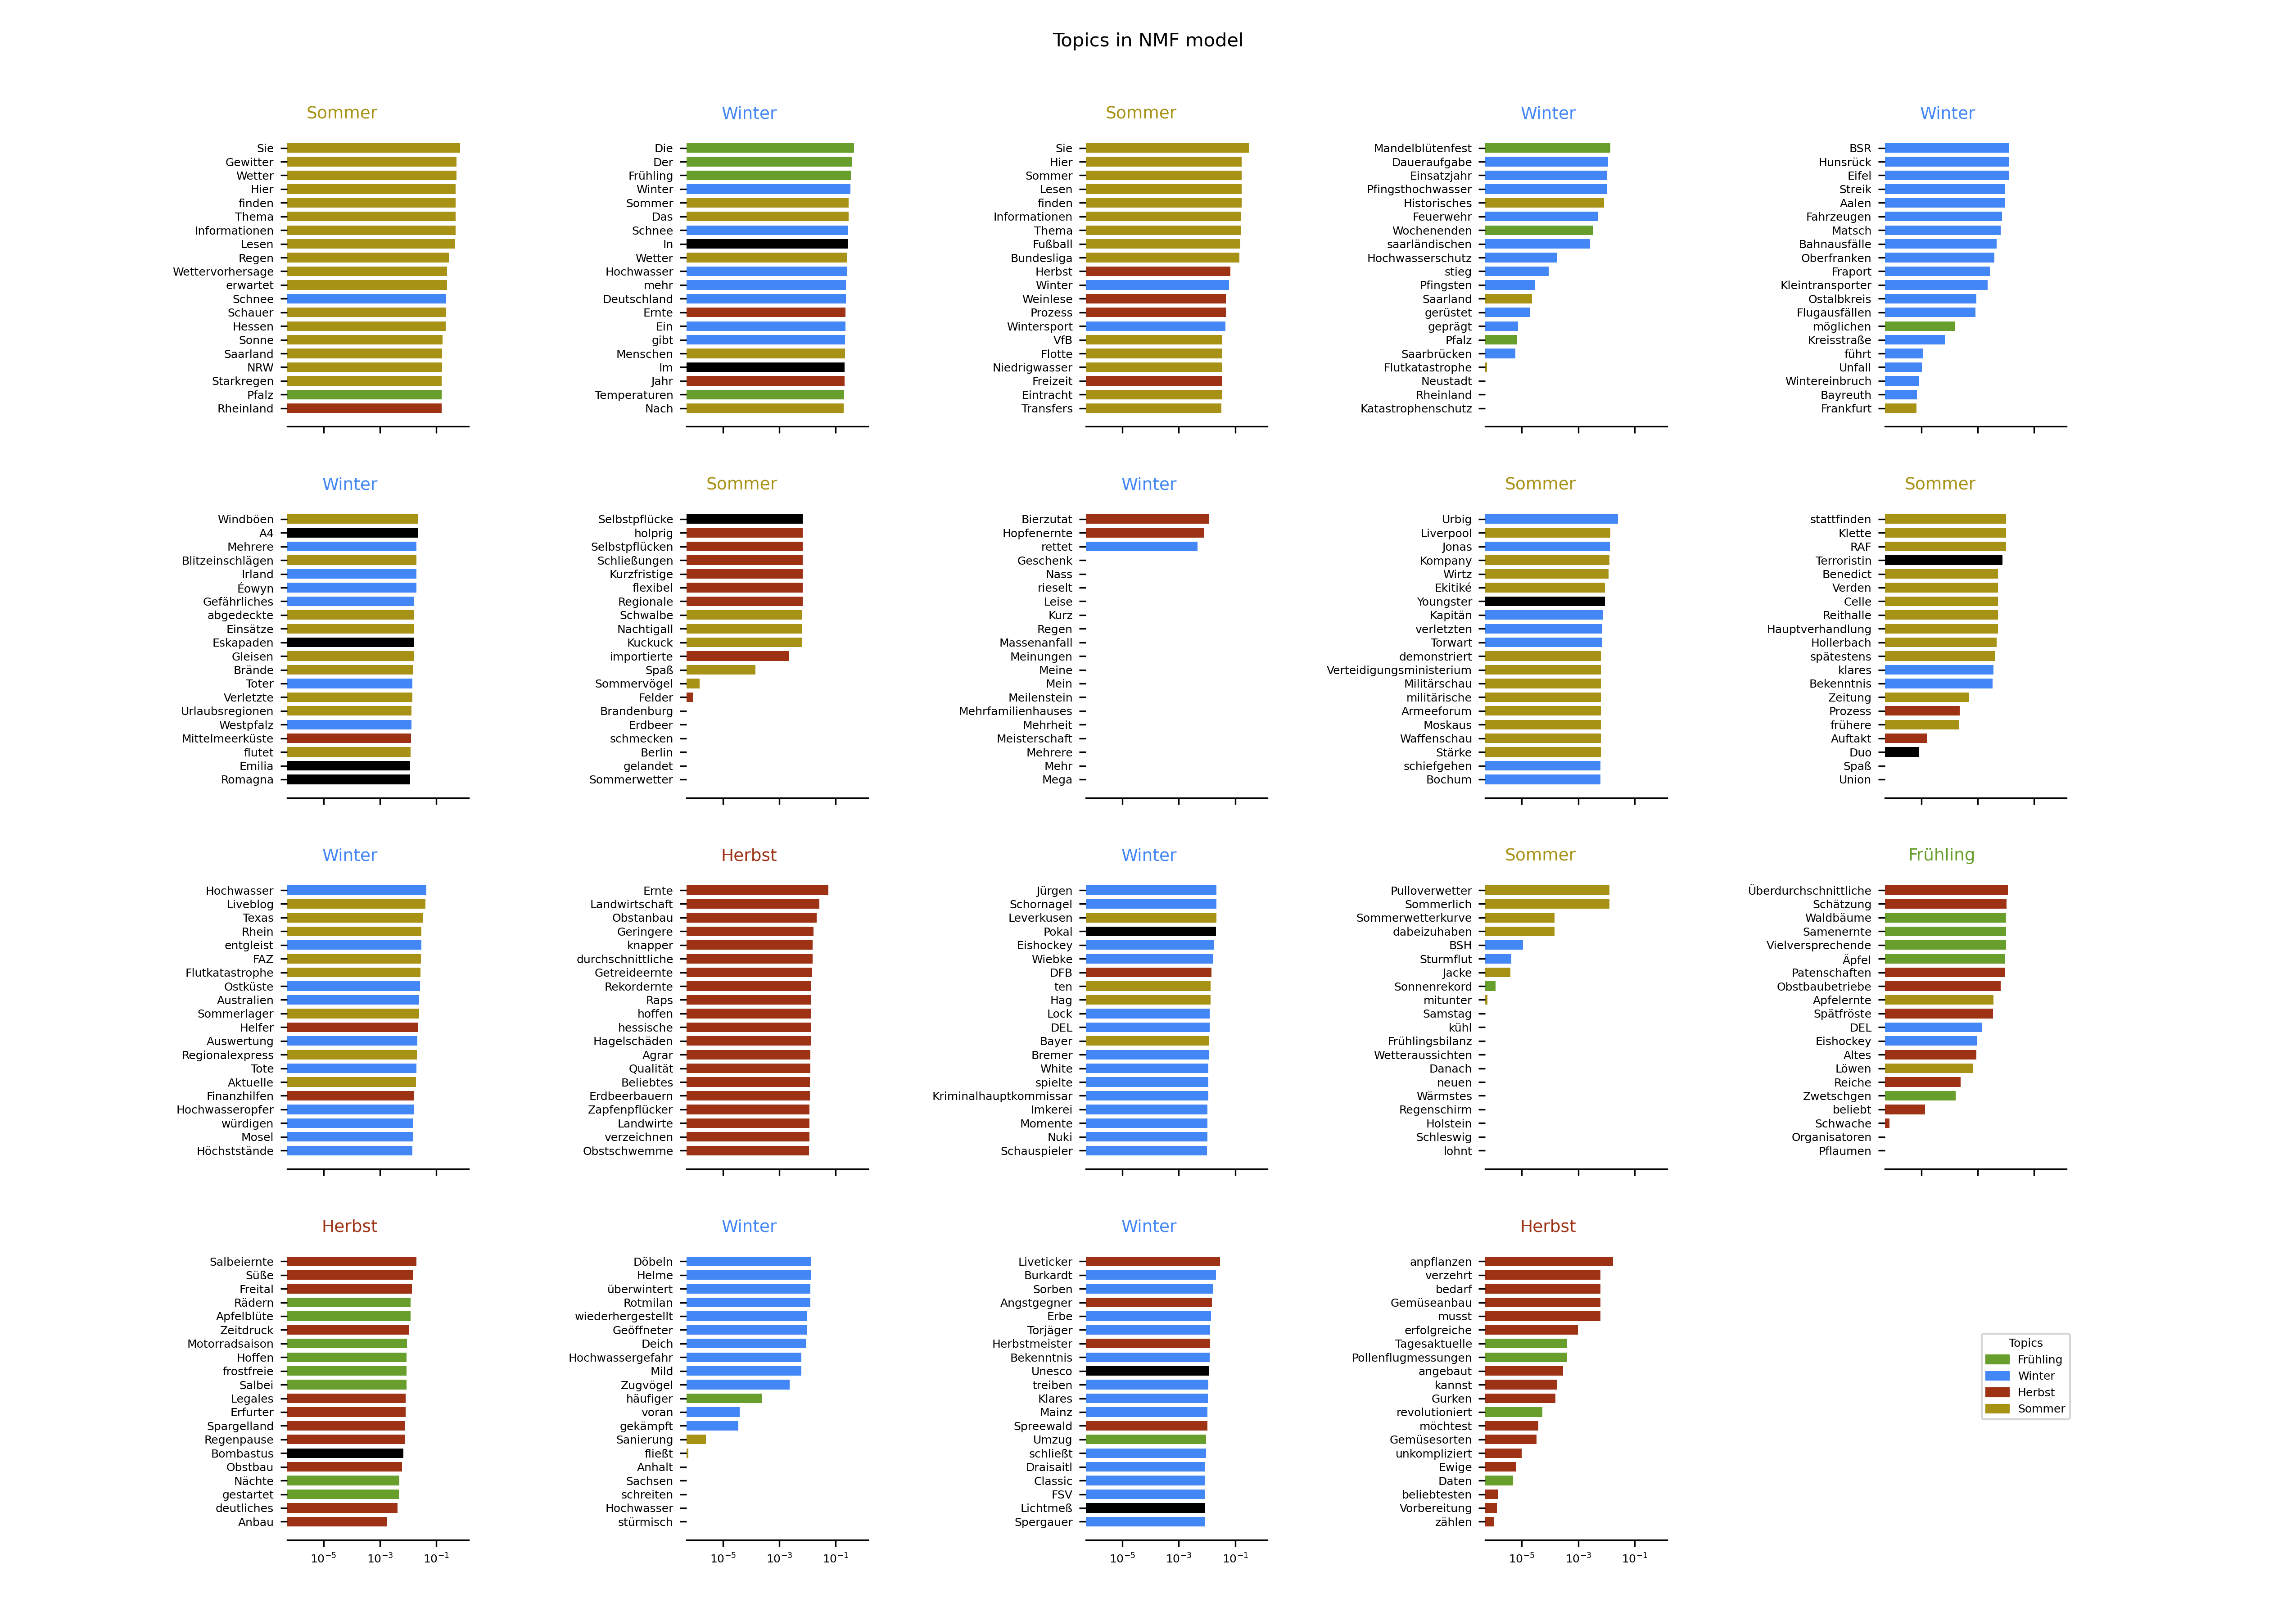 Topics in NMF model
Sommer
Sie
Gewitter
Wetter
Hier
finden
Thema
Informationen
Lesen
Regen
Wettervorhersage
erwartet
Schnee
Schauer
Hessen
Sonne
Saarland
NRW
Starkregen
Pfalz
Rheinland
Winter
Die
Der
Frühling
Winter
Sommer
Das
Schnee
In
Wetter
Hochwasser
mehr
Deutschland
Ernte
Ein
gibt
Menschen
Im
Jahr
Temperaturen
Nach
Sommer
Sie
Hier
Sommer
Lesen
finden
Informationen
Thema
Fußball
Bundesliga
Herbst
Winter
Weinlese
Prozess
Wintersport
VfB
Flotte
Niedrigwasser
Freizeit
Eintracht
Transfers
Winter
Mandelblütenfest
Daueraufgabe
Einsatzjahr
Pfingsthochwasser
Historisches
Feuerwehr
Wochenenden
saarländischen
Hochwasserschutz
stieg
Pfingsten
Saarland
gerüstet
geprägt
Pfalz
Saarbrücken
Flutkatastrophe
Neustadt
Rheinland
Katastrophenschutz
Winter
BSR
Hunsrück
Eifel
Streik
Aalen
Fahrzeugen
Matsch
Bahnausfälle
Oberfranken
Fraport
Kleintransporter
Ostalbkreis
Flugausfällen
möglichen
Kreisstraße
führt
Unfall
Wintereinbruch
Bayreuth
Frankfurt
Winter
Windböen
A4
Mehrere
Blitzeinschlägen
Irland
Éowyn
Gefährliches
abgedeckte
Einsätze
Eskapaden
Gleisen
Brände
Toter
Verletzte
Urlaubsregionen
Westpfalz
Mittelmeerküste
flutet
Emilia
Romagna
Sommer
Selbstpflücke
holprig
Selbstpflücken
Schließungen
Kurzfristige
flexibel
Regionale
Schwalbe
Nachtigall
Kuckuck
importierte
Spaß
Sommervögel
Felder
Brandenburg
Erdbeer
schmecken
Berlin
gelandet
Sommerwetter
Winter
Bierzutat
Hopfenernte
rettet
Geschenk
Nass
rieselt
Leise
Kurz
Regen
Massenanfall
Meinungen
Meine
Mein
Meilenstein
Mehrfamilienhauses
Mehrheit
Meisterschaft
Mehrere
Mehr
Mega
Sommer
Urbig
Liverpool
Jonas
Kompany
Wirtz
Ekitiké
Youngster
Kapitän
verletzten
Torwart
demonstriert
Verteidigungsministerium
Militärschau
militärische
Armeeforum
Moskaus
Waffenschau
Stärke
schiefgehen
Bochum
Sommer
stattfinden
Klette
RAF
Terroristin
Benedict
Verden
Celle
Reithalle
Hauptverhandlung
Hollerbach
spätestens
klares
Bekenntnis
Zeitung
Prozess
frühere
Auftakt
Duo
Spaß
Union
Winter
Hochwasser
Liveblog
Texas
Rhein
entgleist
FAZ
Flutkatastrophe
Ostküste
Australien
Sommerlager
Helfer
Auswertung
Regionalexpress
Tote
Aktuelle
Finanzhilfen
Hochwasseropfer
würdigen
Mosel
Höchststände
Herbst
Ernte
Landwirtschaft
Obstanbau
Geringere
knapper
durchschnittliche
Getreideernte
Rekordernte
Raps
hoffen
hessische
Hagelschäden
Agrar
Qualität
Beliebtes
Erdbeerbauern
Zapfenpflücker
Landwirte
verzeichnen
Obstschwemme
Winter
Jürgen
Schornagel
Leverkusen
Pokal
Eishockey
Wiebke
DFB
ten
Hag
Lock
DEL
Bayer
Bremer
White
spielte
Kriminalhauptkommissar
Imkerei
Momente
Nuki
Schauspieler
Sommer
Pulloverwetter
Sommerlich
Sommerwetterkurve
dabeizuhaben
BSH
Sturmflut
Jacke
Sonnenrekord
mitunter
Samstag
kühl
Frühlingsbilanz
Wetteraussichten
Danach
neuen
Wärmstes
Regenschirm
Holstein
Schleswig
lohnt
Frühling
Überdurchschnittliche
Schätzung
Waldbäume
Samenernte
Vielversprechende
Äpfel
Patenschaften
Obstbaubetriebe
Apfelernte
Spätfröste
DEL
Eishockey
Altes
Löwen
Reiche
Zwetschgen
beliebt
Schwache
Organisatoren
Pflaumen
Herbst
Salbeiernte
Süße
Freital
Rädern
Apfelblüte
Zeitdruck
Motorradsaison
Hoffen
frostfreie
Salbei
Legales
Erfurter
Spargelland
Regenpause
Bombastus
Obstbau
Nächte
gestartet
deutliches
Anbau
10⁻⁵ 10⁻³ 10⁻¹
Winter
Döbeln
Helme
überwintert
Rotmilan
wiederhergestellt
Geöffneter
Deich
Hochwassergefahr
Mild
Zugvögel
häufiger
voran
gekämpft
Sanierung
fließt
Anhalt
Sachsen
schreiten
Hochwasser
stürmisch
10⁻⁵ 10⁻³ 10⁻¹
Winter
Liveticker
Burkardt
Sorben
Angstgegner
Erbe
Torjäger
Herbstmeister
Bekenntnis
Unesco
treiben
Klares
Mainz
Spreewald
Umzug
schließt
Draisaitl
Classic
FSV
Lichtmeß
Spergauer
10⁻⁵ 10⁻³ 10⁻¹
Herbst
anpflanzen
verzehrt
bedarf
Gemüseanbau
musst
erfolgreiche
Tagesaktuelle
Pollenflugmessungen
angebaut
kannst
Gurken
revolutioniert
möchtest
Gemüsesorten
unkompliziert
Ewige
Daten
beliebtesten
Vorbereitung
zählen
10⁻⁵ 10⁻³ 10⁻¹
Topics
Frühling
Winter
Herbst
Sommer